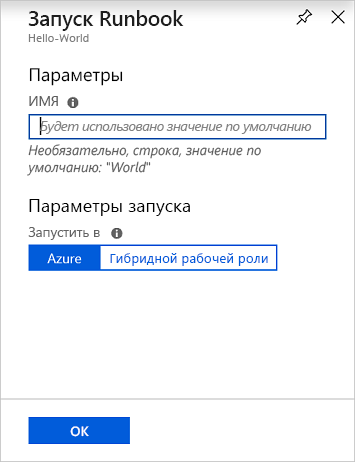 Запуск Runbook
Hello-World
Параметры
ИМЯ
Будет использовано значение по умолчанию
Необязательно, строка, значение по
умолчанию: "World"
Параметры запуска
Запустить в
Azure Гибридной рабочей роли
ОК